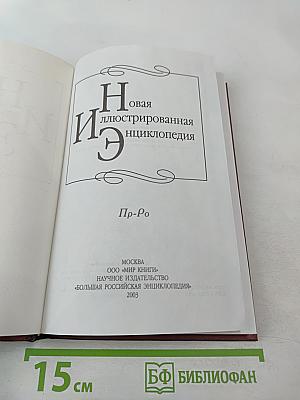 Новая
Иллюстрированная
Энциклопедия
Пр-Ро
МОСКВА
ООО «МИР КНИГИ»
НАУЧНОЕ ИЗДАТЕЛЬСТВО
«БОЛЬШАЯ РОССИЙСКАЯ ЭНЦИКЛОПЕДИЯ»
2003
15 см
БФ БИБЛИОФАН